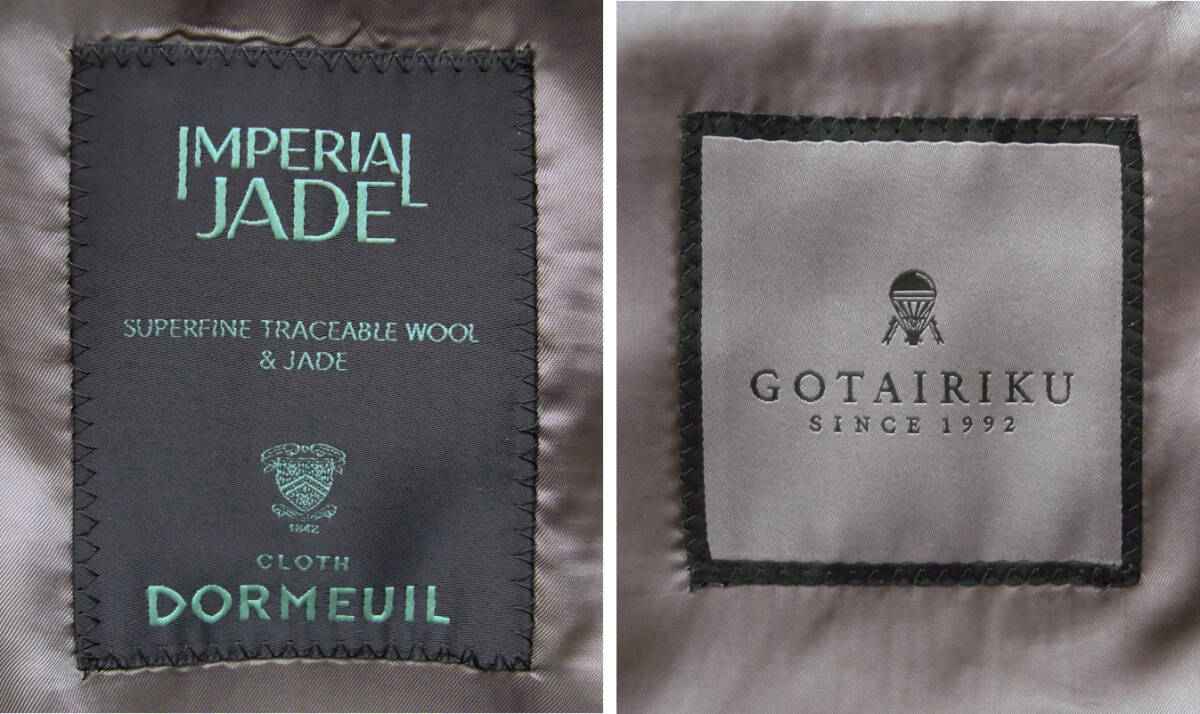 IMPERIAL
JADE
SUPERFINE TRACEABLE WOOL
& JADE
1842
CLOTH
DORMEUIL
GOTAIRIKU
SINCE 1992